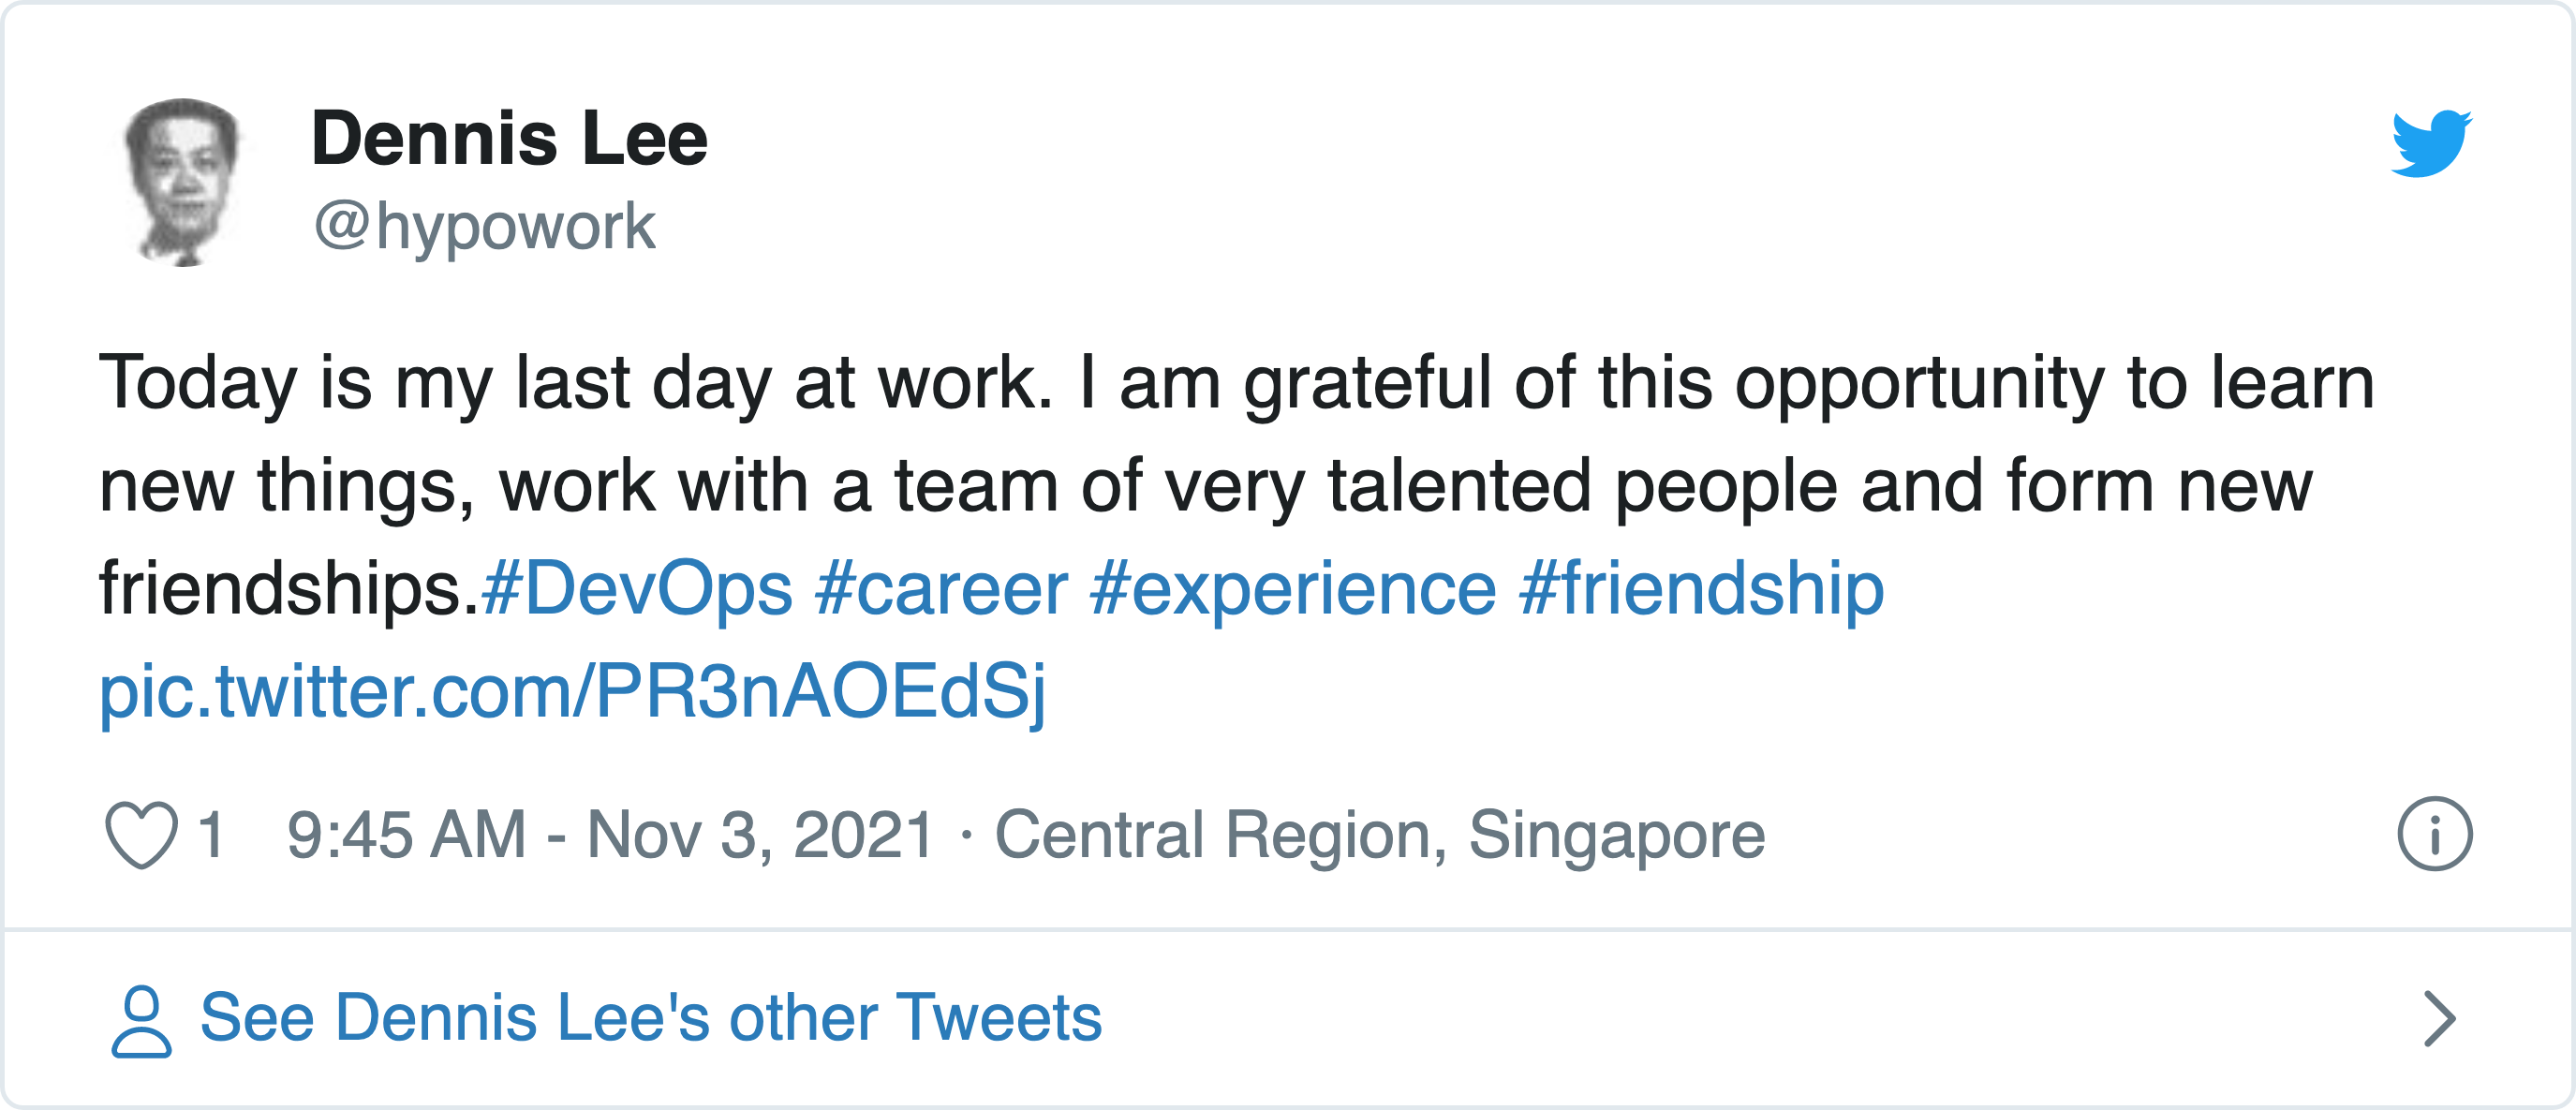 Dennis Lee
@hypowork
Today is my last day at work. I am grateful of this opportunity to learn
new things, work with a team of very talented people and form new
friendships.#DevOps #career #experience #friendship
pic.twitter.com/PR3nAOEdSj
1 9:45 AM - Nov 3, 2021 · Central Region, Singapore
See Dennis Lee's other Tweets